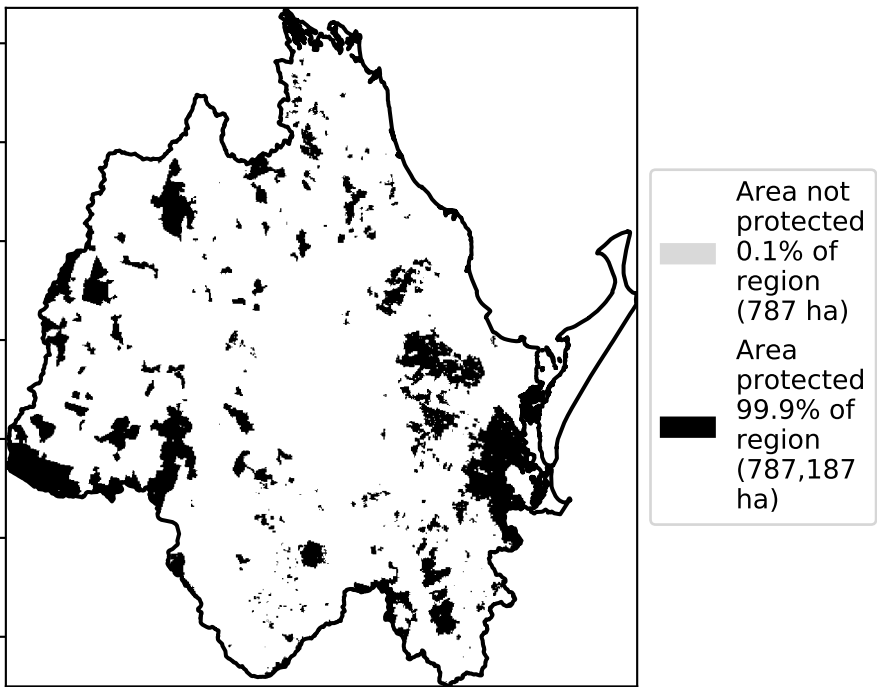 Area not
protected
0.1% of
region
(787 ha)
Area
protected
99.9% of
region
(787,187
ha)